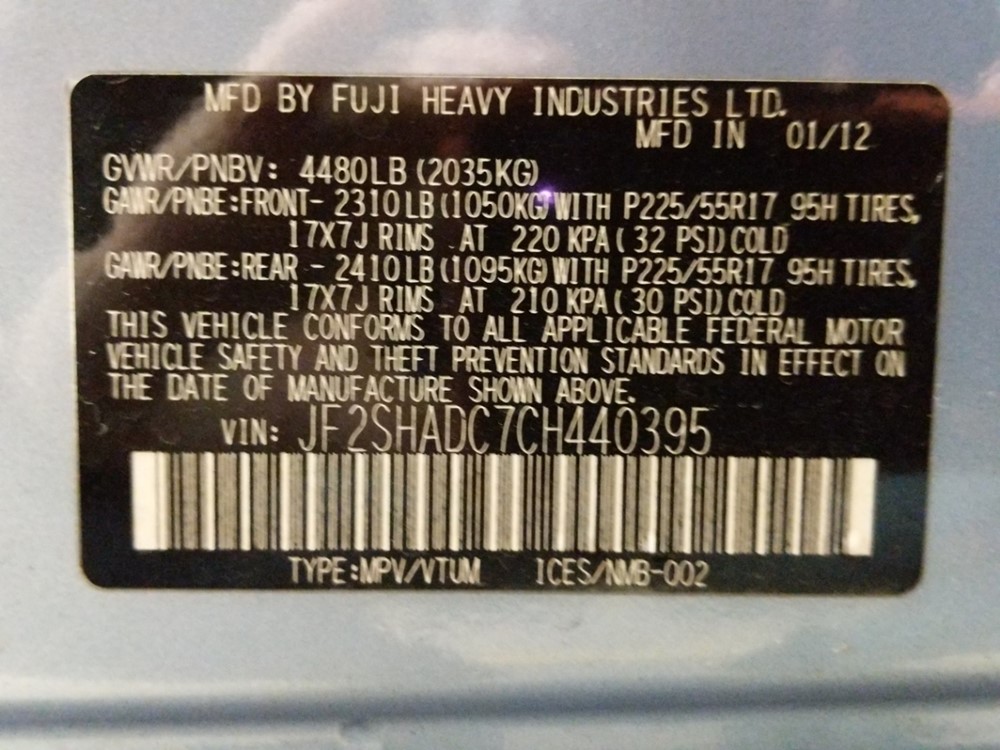 MFD BY FUJI HEAVY INDUSTRIES LTD.
MFD IN 01/12
GVWR/PNBV: 4480LB (2035KG)
GAWR/PNBE:FRONT- 2310LB(1050KG)WITH P225/55R17 95H TIRES,
17X7J RIMS AT 220 KPA( 32 PSI)COLD
GAWR/PNBE:REAR - 2410LB(1095KG)WITH P225/55R17 95H TIRES,
17X7J RIMS AT 210 KPA( 30 PSI)COLD
THIS VEHICLE CONFORMS TO ALL APPLICABLE FEDERAL MOTOR
VEHICLE SAFETY AND THEFT PREVENTION STANDARDS IN EFFECT ON
THE DATE OF MANUFACTURE SHOWN ABOVE.
VIN: JF2SHADC7CH440395
TYPE:MPV/VTUM ICES/NMB-002